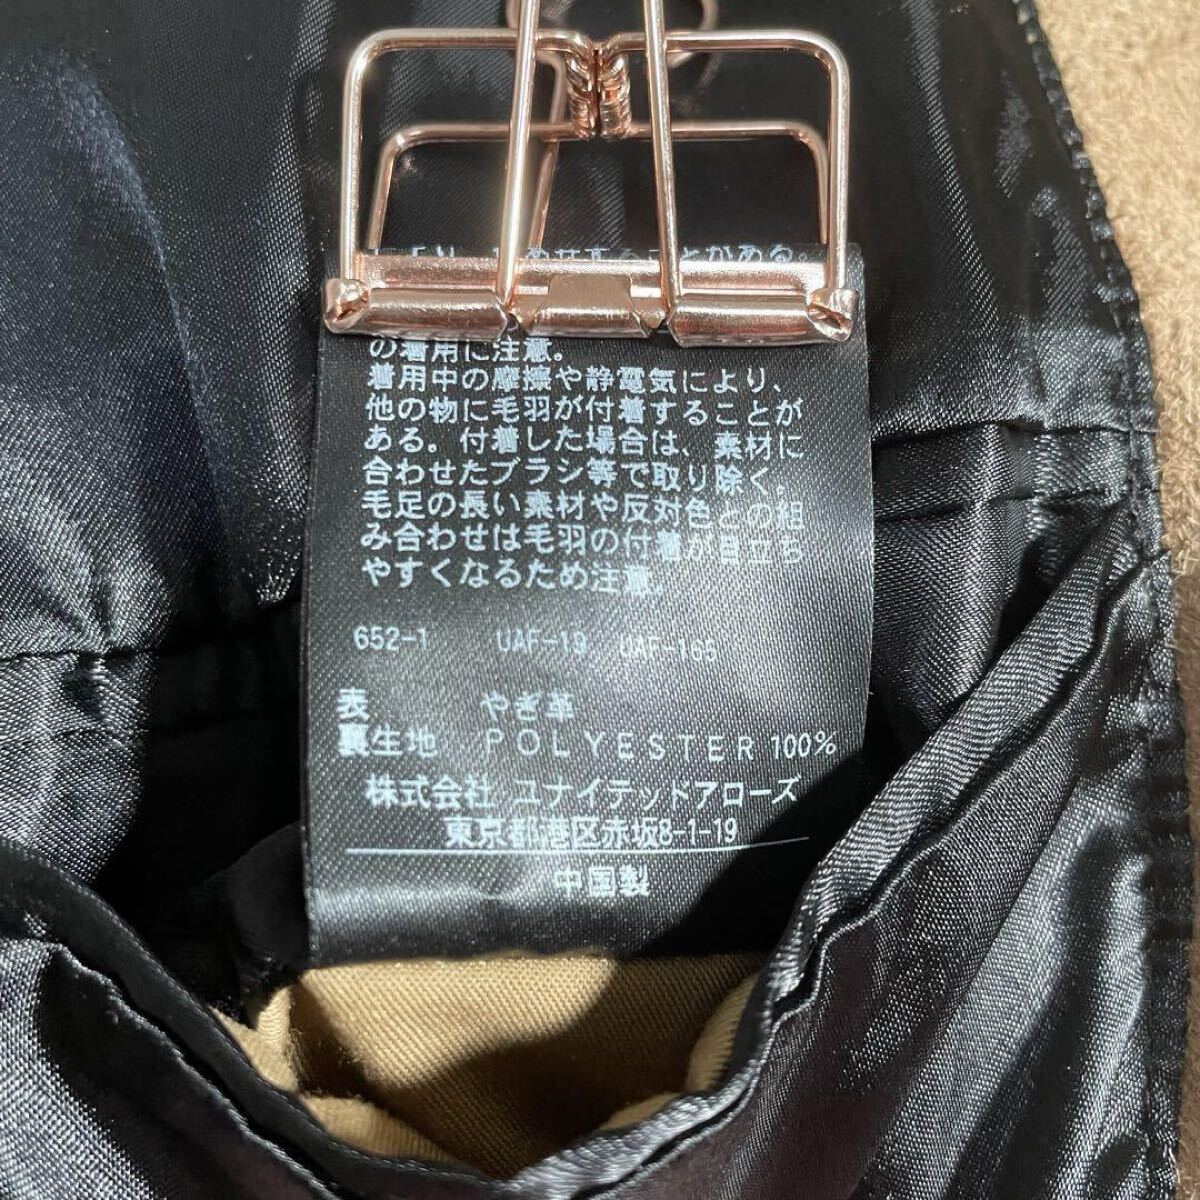 の着用に注意。
着用中の摩擦や静電気により、
他の物に毛羽が付着することが
ある。付着した場合は、素材に
合わせたブラシ等で取り除く。
毛足の長い素材や反対色との組
み合わせは毛羽の付着が目立ち
やすくなるため注意。
652-1 UAF-19 UAF-165
表 やぎ革
裏生地 POLYESTER 100%
株式会社 ユナイテッドアローズ
東京都港区赤坂8-1-19
中国製